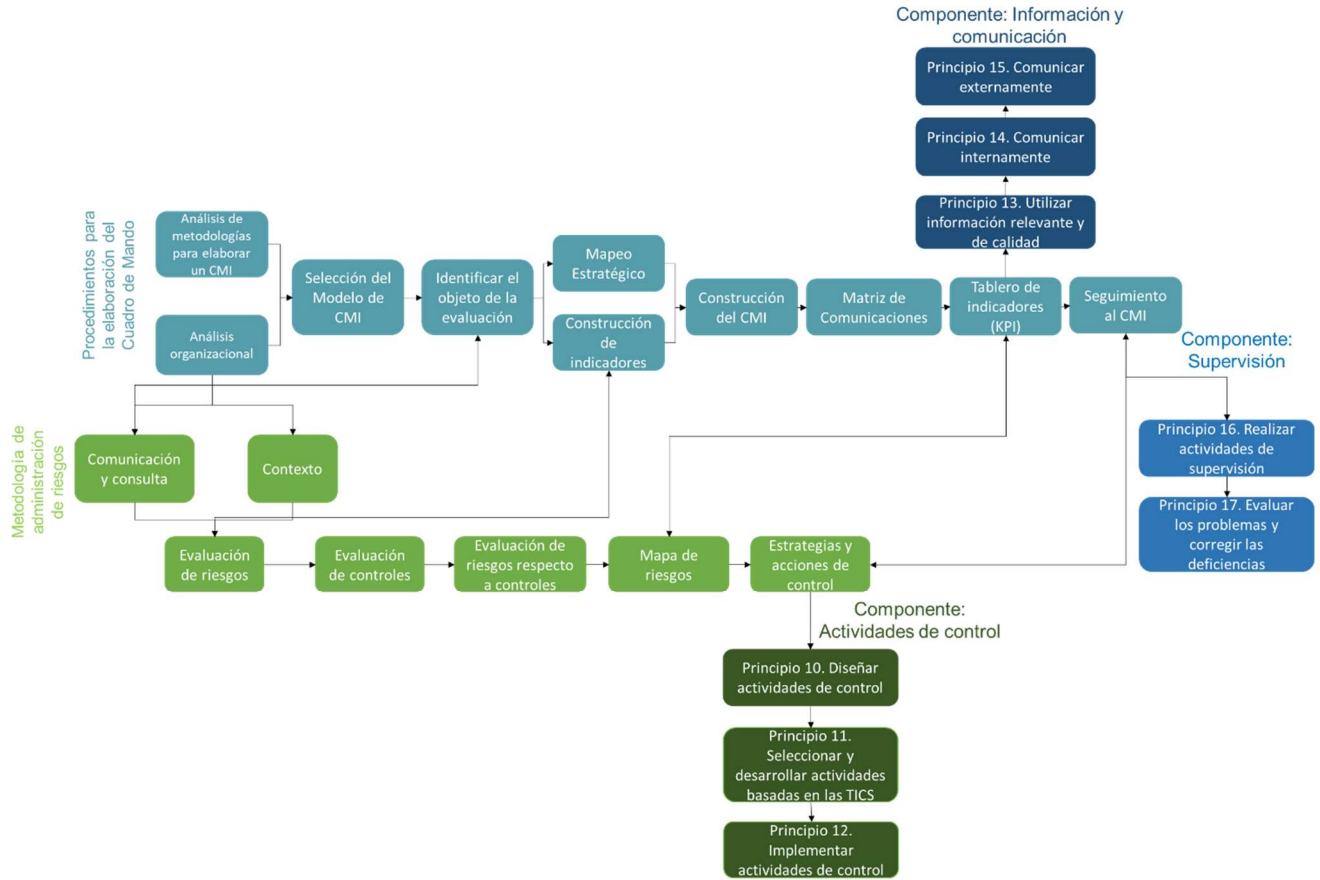 Componente: Información y
comunicación
Principio 15. Comunicar
externamente
Principio 14. Comunicar
internamente
Principio 13. Utilizar
información relevante y
de calidad
Procedimientos para
la elaboración del
Cuadro de Mando
Análisis de
metodologías
para elaborar
un CMI
Análisis
organizacional
Selección del
Modelo de
CMI
Identificar el
objeto de la
evaluación
Mapeo
Estratégico
Construcción
de
indicadores
Construcción
del CMI
Matriz de
Comunicaciones
Tablero de
indicadores
(KPI)
Seguimiento
al CMI
Componente:
Supervisión
Principio 16. Realizar
actividades de
supervisión
Principio 17. Evaluar
los problemas y
corregir las
deficiencias
Metodología de
administración
de riesgos
Comunicación
y consulta
Contexto
Evaluación
de riesgos
Evaluación
de controles
Evaluación de
riesgos respecto
a controles
Mapa de
riesgos
Estrategias y
acciones de
control
Componente:
Actividades de control
Principio 10. Diseñar
actividades de control
Principio 11.
Seleccionar y
desarrollar actividades
basadas en las TICS
Principio 12.
Implementar
actividades de control